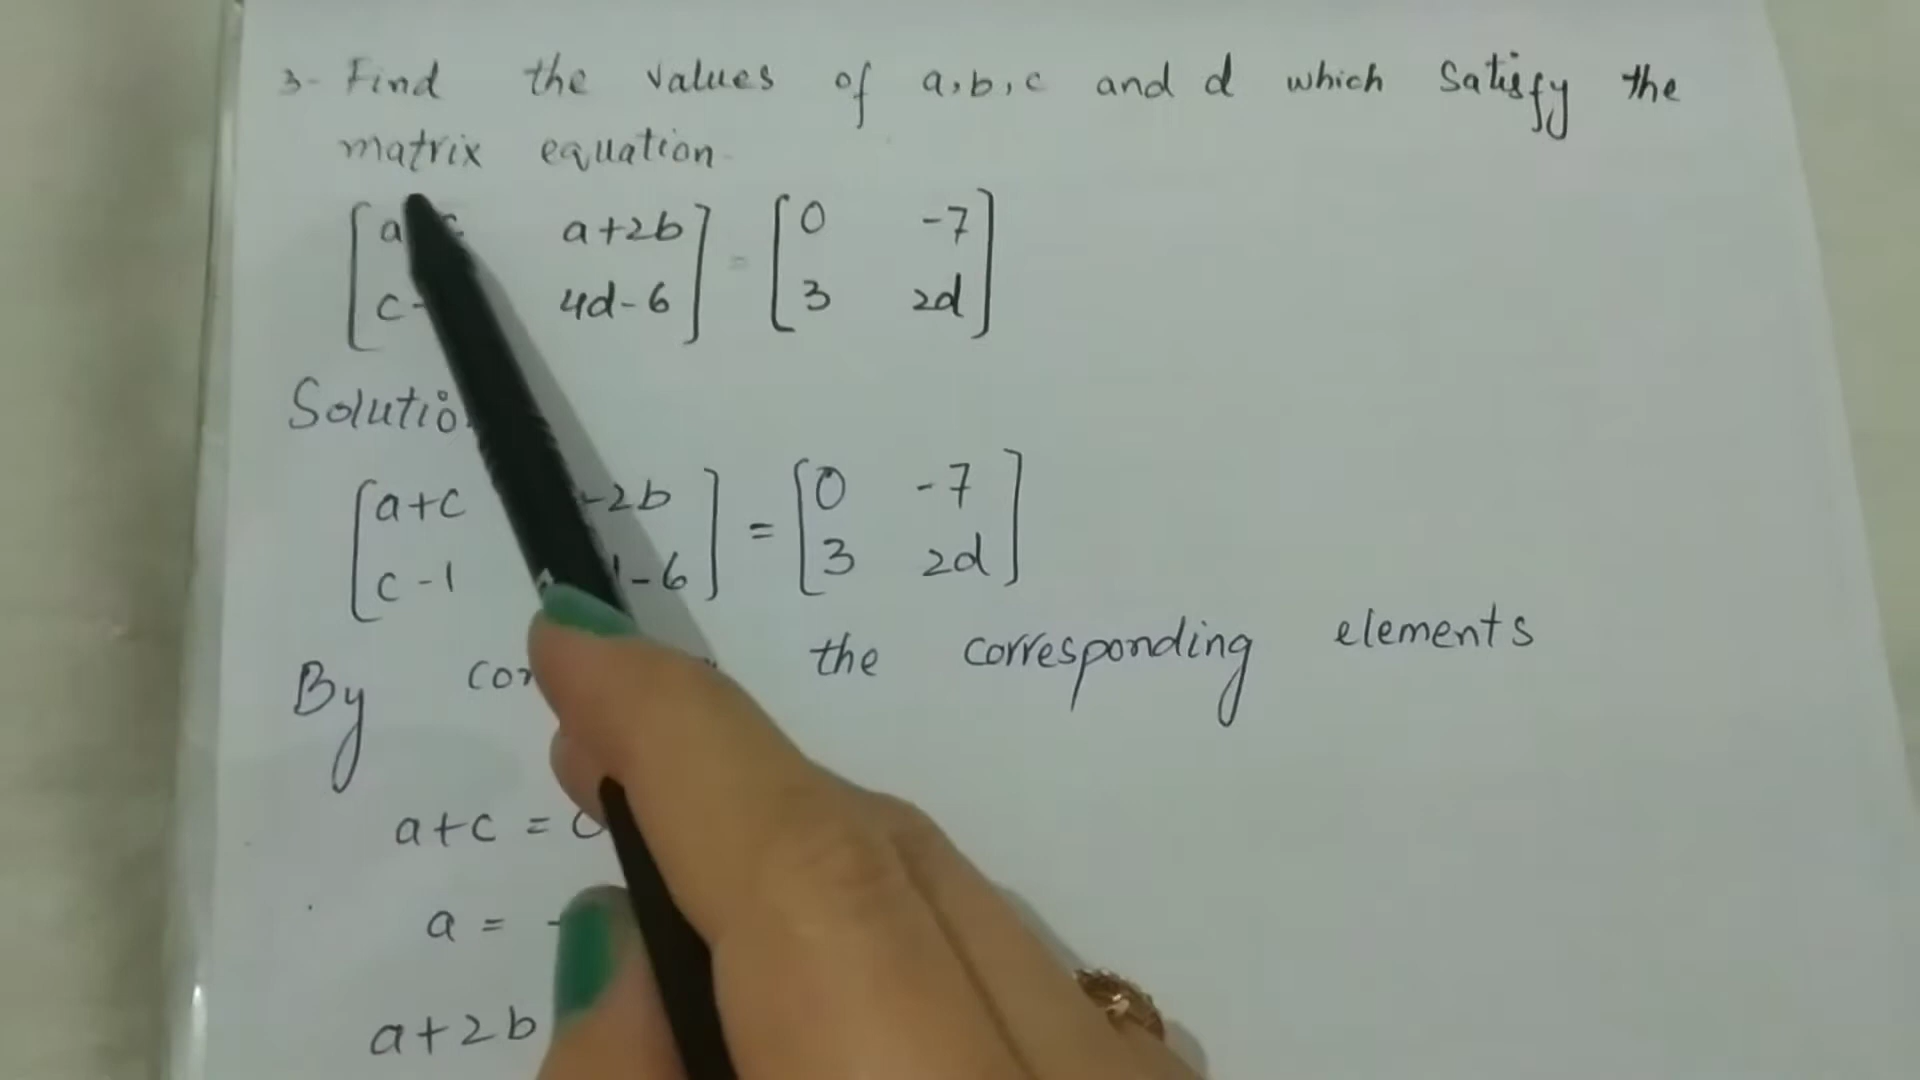 3- Find the values of a, b, c and d which satisfy the
matrix equation
[a a+2b] = [0 -7]
[c- 4d-6] [3 2d]
Solutio
[a+c -2b] = [0 -7]
[c-1 -6] [3 2d]
By the corresponding elements
a+c =
a = -
a+2b